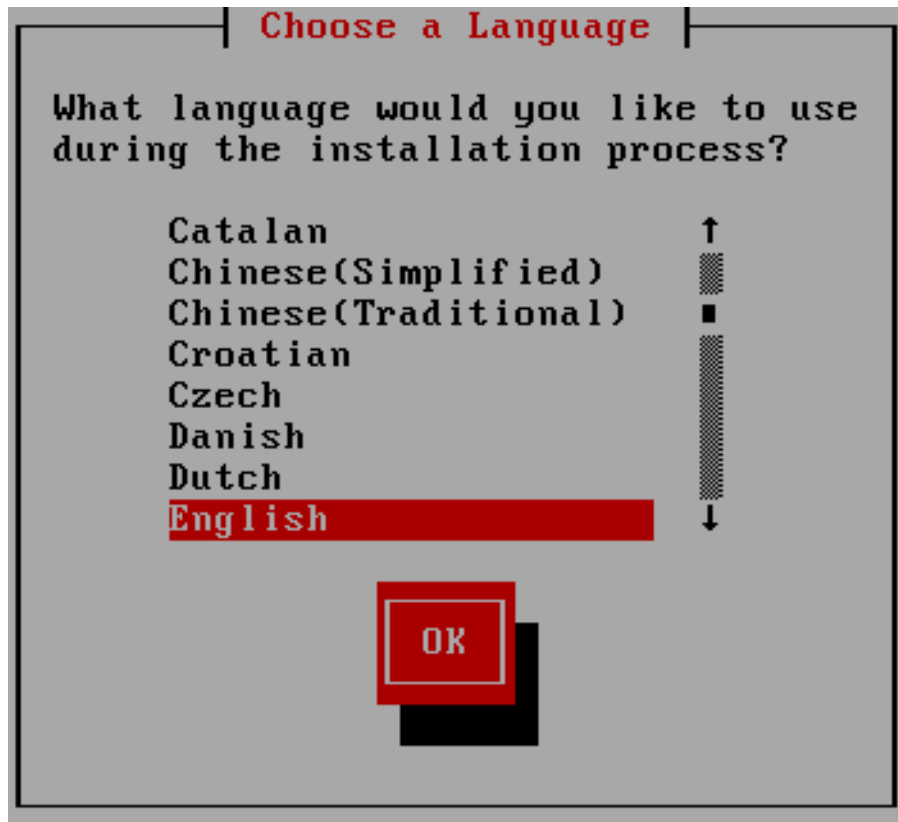 Choose a Language
What language would you like to use
during the installation process?
Catalan
Chinese(Simplified)
Chinese(Traditional)
Croatian
Czech
Danish
Dutch
English
OK